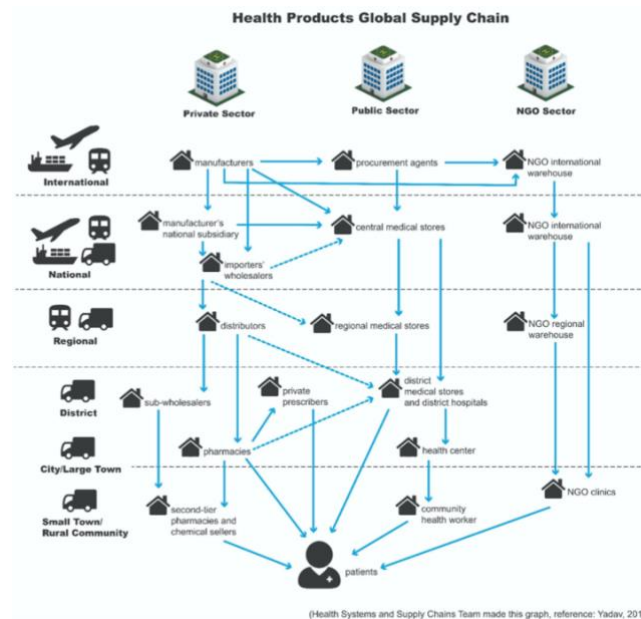 Health Products Global Supply Chain
Private Sector
Public Sector
NGO Sector
International
manufacturers
procurement agents
NGO international
warehouse
National
manufacturer's
national subsidiary
central medical stores
NGO international
warehouse
importers'
wholesalers
Regional
distributors
regional medical stores
NGO regional
warehouse
District
sub-wholesalers
private
prescribers
district
medical stores
and district hospitals
City/Large Town
pharmacies
health center
Small Town/
Rural Community
second-tier
pharmacies and
chemical sellers
community
health worker
NGO clinics
patients
(Health Systems and Supply Chains Team made this graph, reference: Yadav, 201